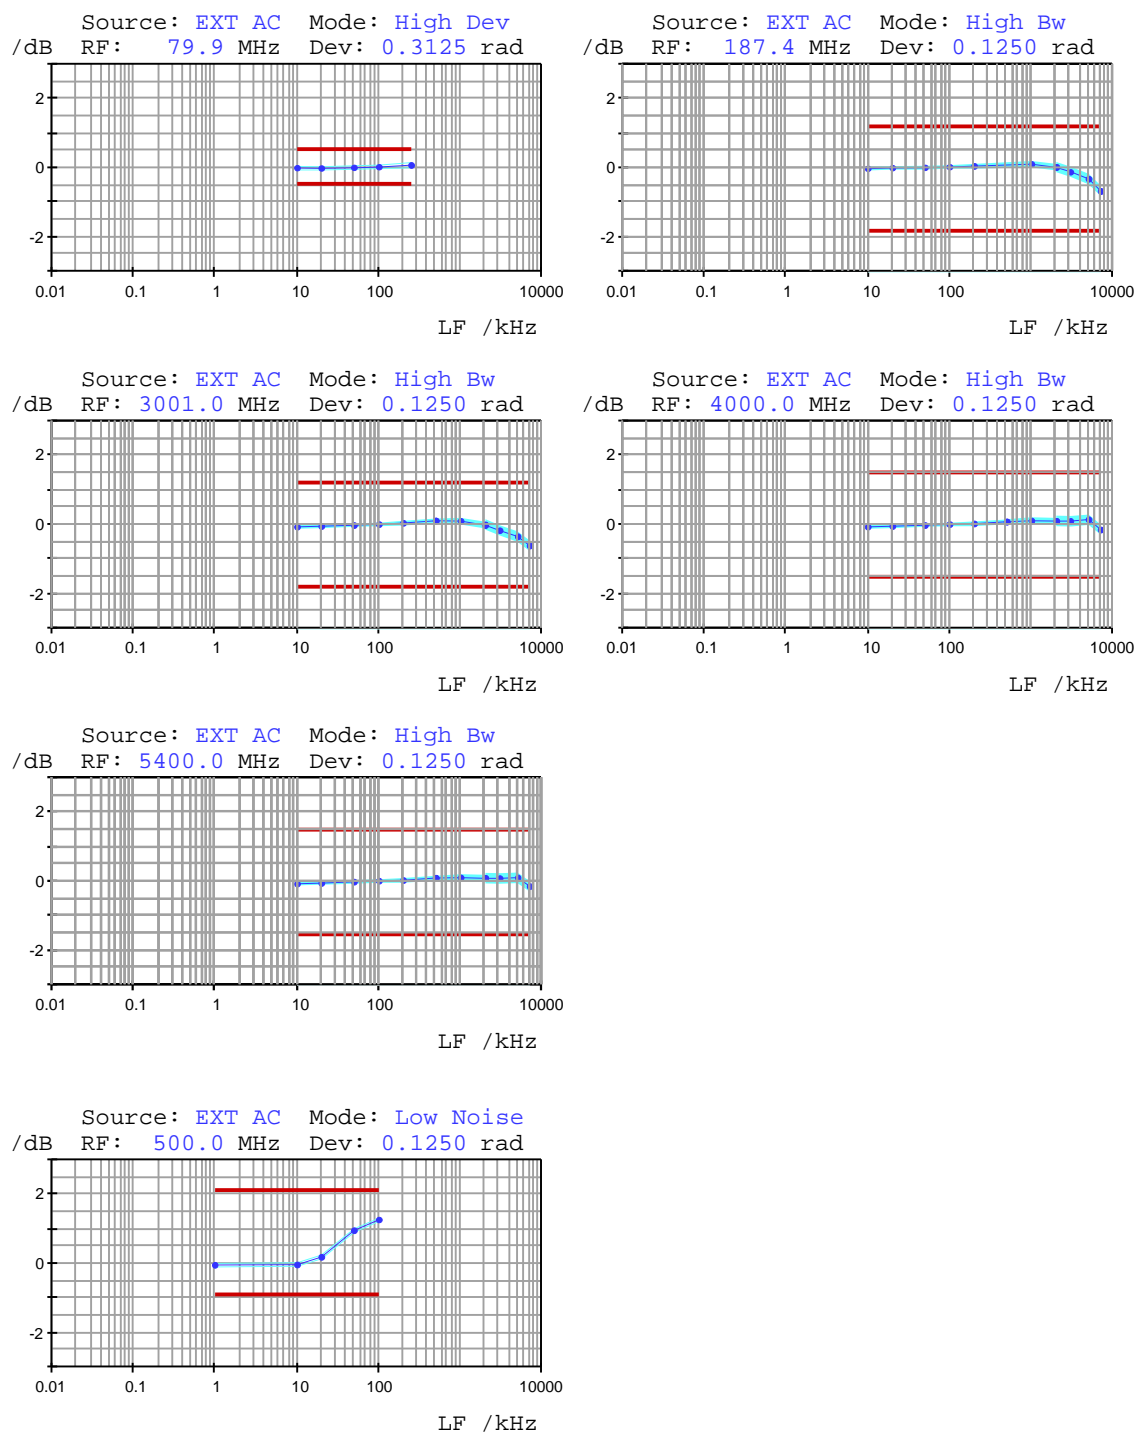 Source: EXT AC Mode: High Dev
/dB RF: 79.9 MHz Dev: 0.3125 rad
2
0
-2
0.01 0.1 1 10 100 10000
LF /kHz
Source: EXT AC Mode: High Bw
/dB RF: 187.4 MHz Dev: 0.1250 rad
2
0
-2
0.01 0.1 1 10 100 10000
LF /kHz
Source: EXT AC Mode: High Bw
/dB RF: 3001.0 MHz Dev: 0.1250 rad
2
0
-2
0.01 0.1 1 10 100 10000
LF /kHz
Source: EXT AC Mode: High Bw
/dB RF: 4000.0 MHz Dev: 0.1250 rad
2
0
-2
0.01 0.1 1 10 100 10000
LF /kHz
Source: EXT AC Mode: High Bw
/dB RF: 5400.0 MHz Dev: 0.1250 rad
2
0
-2
0.01 0.1 1 10 100 10000
LF /kHz
Source: EXT AC Mode: Low Noise
/dB RF: 500.0 MHz Dev: 0.1250 rad
2
0
-2
0.01 0.1 1 10 100 10000
LF /kHz